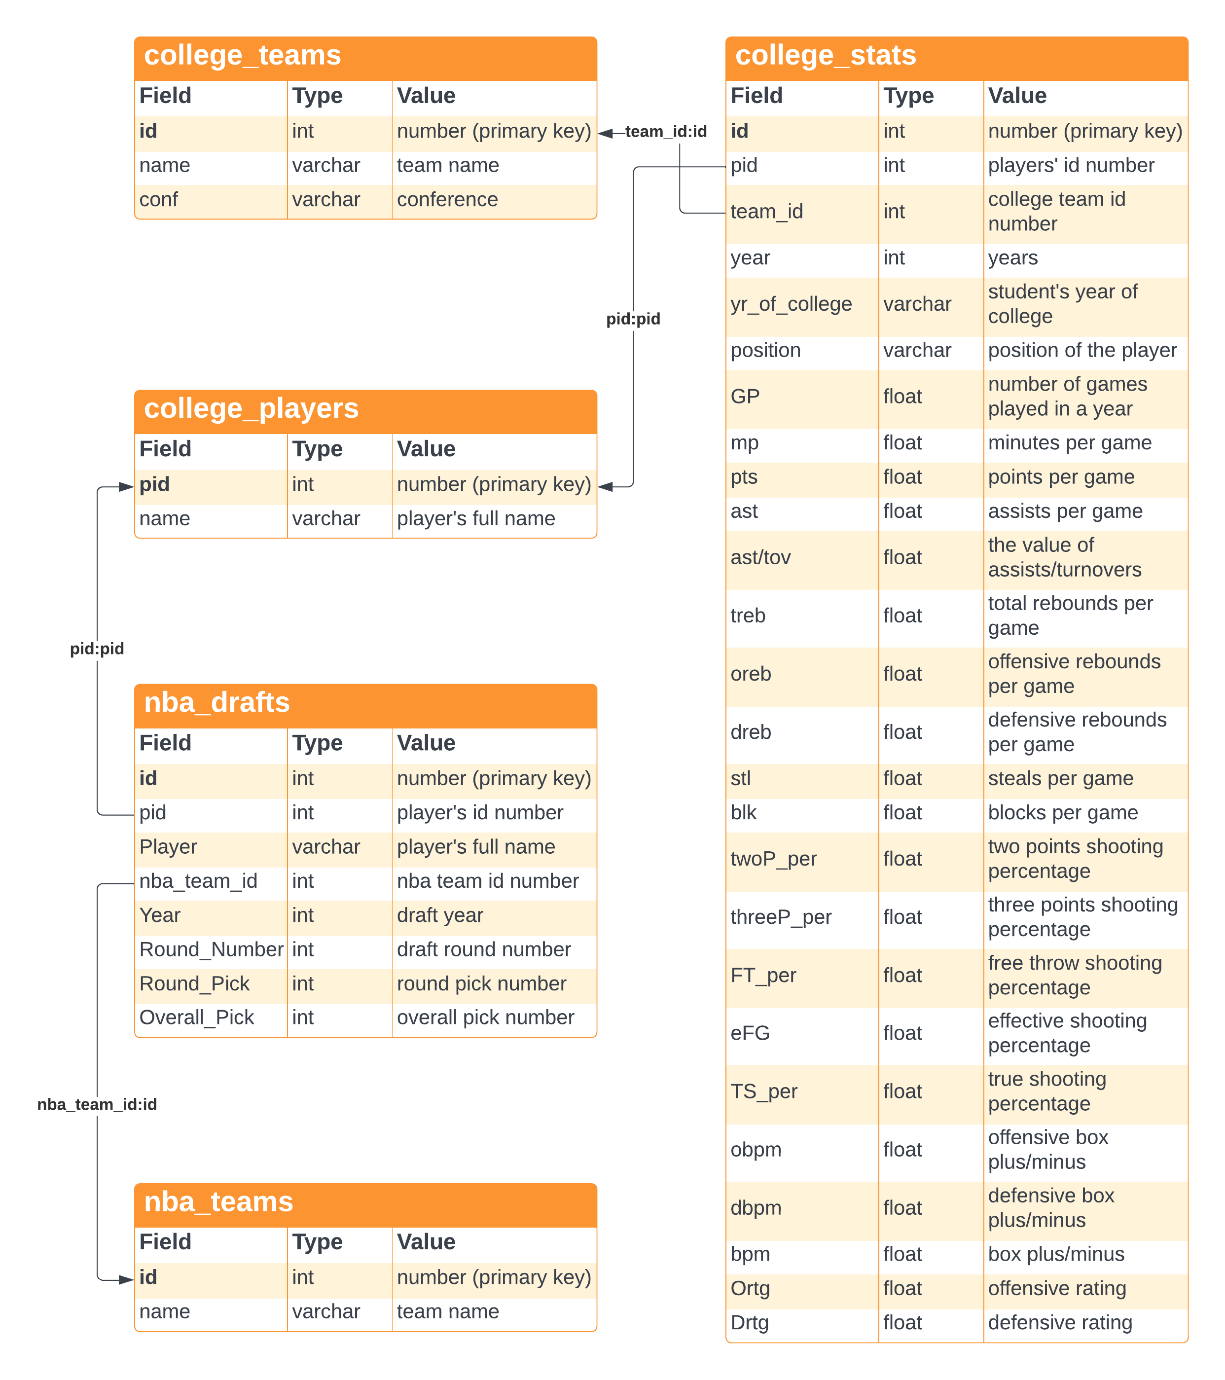 college_teams
Field Type Value
id int number (primary key)
name varchar team name
conf varchar conference
team_id:id
pid:pid
college_players
Field Type Value
pid int number (primary key)
name varchar player's full name
pid:pid
nba_drafts
Field Type Value
id int number (primary key)
pid int player's id number
Player varchar player's full name
nba_team_id int nba team id number
Year int draft year
Round_Number int draft round number
Round_Pick int round pick number
Overall_Pick int overall pick number
nba_team_id:id
nba_teams
Field Type Value
id int number (primary key)
name varchar team name
college_stats
Field Type Value
id int number (primary key)
pid int players' id number
team_id int college team id
number
year int years
yr_of_college varchar student's year of
college
position varchar position of the player
GP float number of games
played in a year
mp float minutes per game
pts float points per game
ast float assists per game
ast/tov float the value of
assists/turnovers
treb float total rebounds per
game
oreb float offensive rebounds
per game
dreb float defensive rebounds
per game
stl float steals per game
blk float blocks per game
twoP_per float two points shooting
percentage
threeP_per float three points shooting
percentage
FT_per float free throw shooting
percentage
eFG float effective shooting
percentage
TS_per float true shooting
percentage
obpm float offensive box
plus/minus
dbpm float defensive box
plus/minus
bpm float box plus/minus
Ortg float offensive rating
Drtg float defensive rating